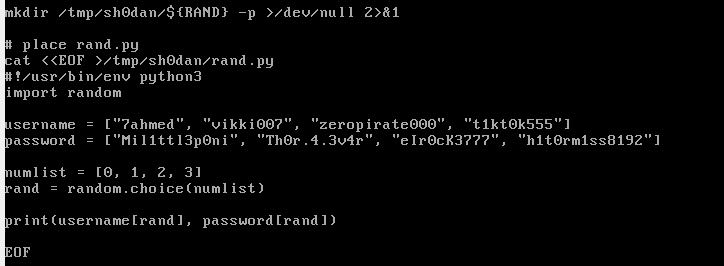 mkdir /tmp/sh0dan/${RAND} -p >/dev/null 2>&1
# place rand.py
cat <<EOF >/tmp/sh0dan/rand.py
#!/usr/bin/env python3
import random
username = ["7ahmed", "vikki007", "zeropirate000", "t1kt0k555"]
password = ["Mil1ttl3p0ni", "Th0r.4.3v4r", "eIr0cK3777", "h1t0rm1ss8192"]
numlist = [0, 1, 2, 3]
rand = random.choice(numlist)
print(username[rand], password[rand])
EOF